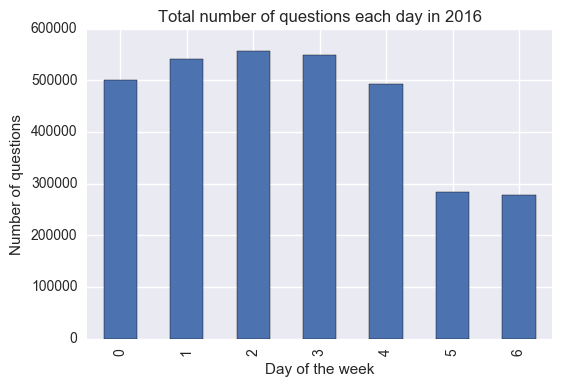 Total number of questions each day in 2016
600000
500000
400000
300000
200000
100000
0
Number of questions
0 1 2 3 4 5 6
Day of the week